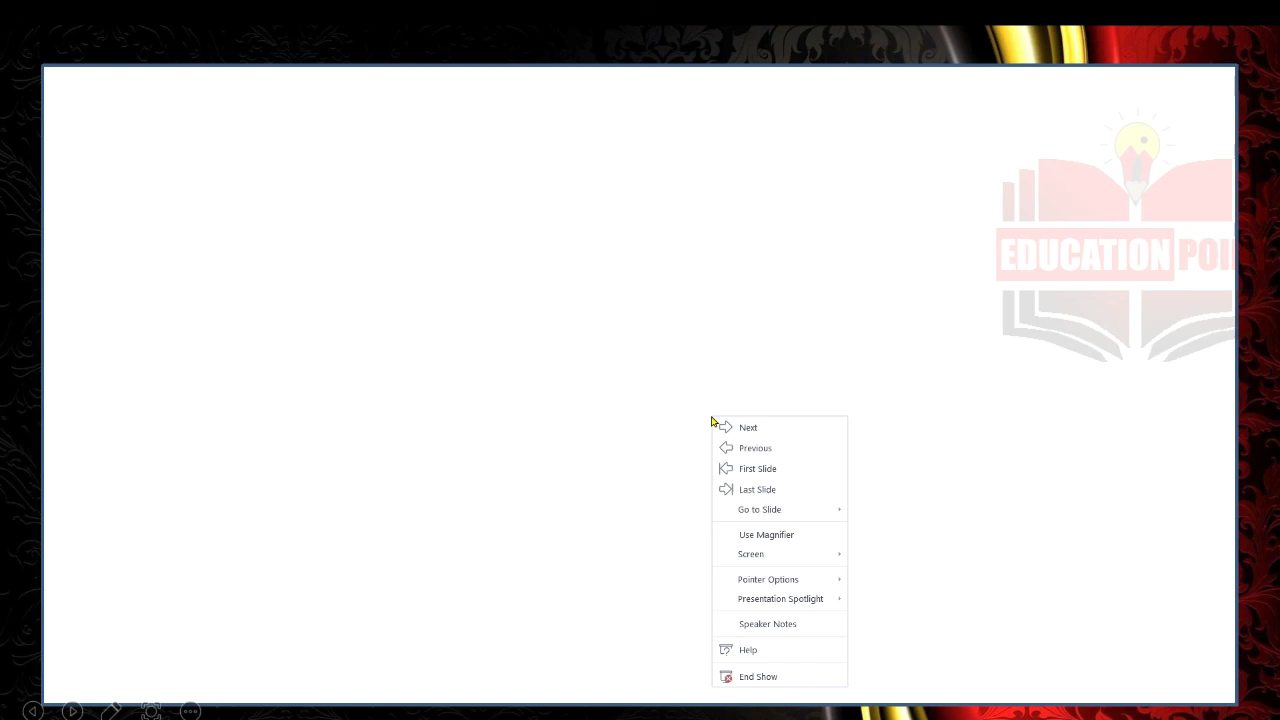 EDUCATION POI
Next
Previous
First Slide
Last Slide
Go to Slide
Use Magnifier
Screen
Pointer Options
Presentation Spotlight
Speaker Notes
Help
End Show